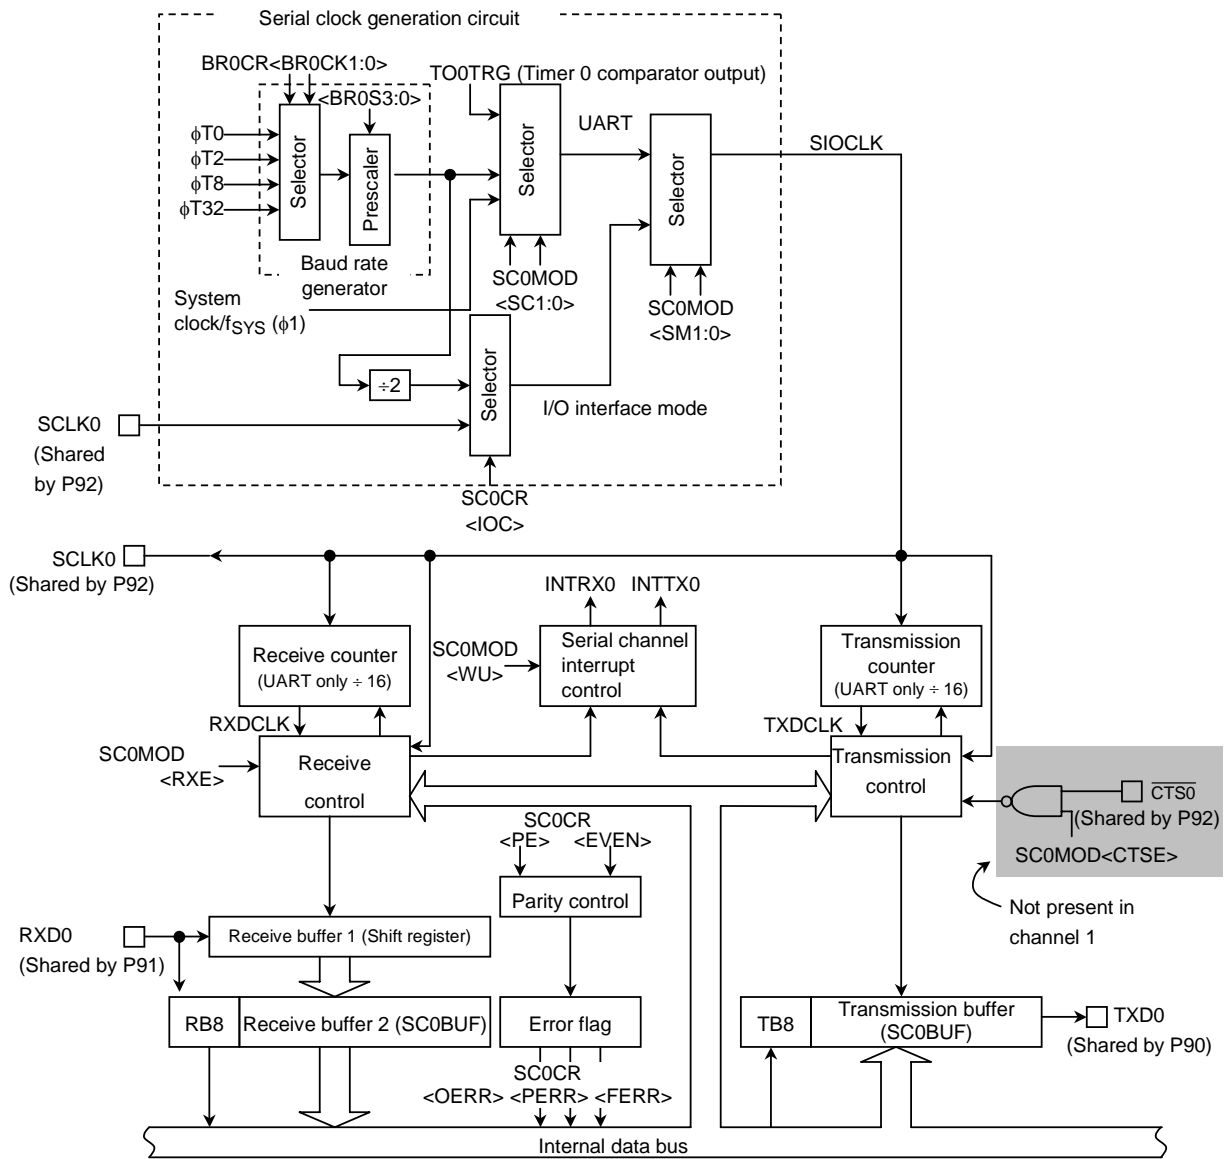 Serial clock generation circuit
BR0CR<BR0CK1:0>
TO0TRG (Timer 0 comparator output)
<BR0S3:0>
UART
SIOCLK
ϕT0
ϕT2
ϕT8
ϕT32
Selector
Prescaler
Selector
Selector
Baud rate
generator
SC0MOD
<SC1:0>
SC0MOD
<SM1:0>
System
clock/fSYS (ϕ1)
÷2
Selector
I/O interface mode
SCLK0
(Shared
by P92)
SC0CR
<IOC>
SCLK0
(Shared by P92)
INTRX0
INTTX0
Receive counter
(UART only ÷ 16)
SC0MOD
<WU>
Serial channel
interrupt
control
Transmission
counter
(UART only ÷ 16)
RXDCLK
TXDCLK
SC0MOD
<RXE>
Receive
control
Transmission
control
CTS0
(Shared by P92)
SC0MOD<CTSE>
SC0CR
<PE>
<EVEN>
Parity control
Not present in
channel 1
RXD0
(Shared by P91)
Receive buffer 1 (Shift register)
RB8
Receive buffer 2 (SC0BUF)
Error flag
TB8
Transmission buffer
(SC0BUF)
TXD0
(Shared by P90)
SC0CR
<OERR>
<PERR>
<FERR>
Internal data bus